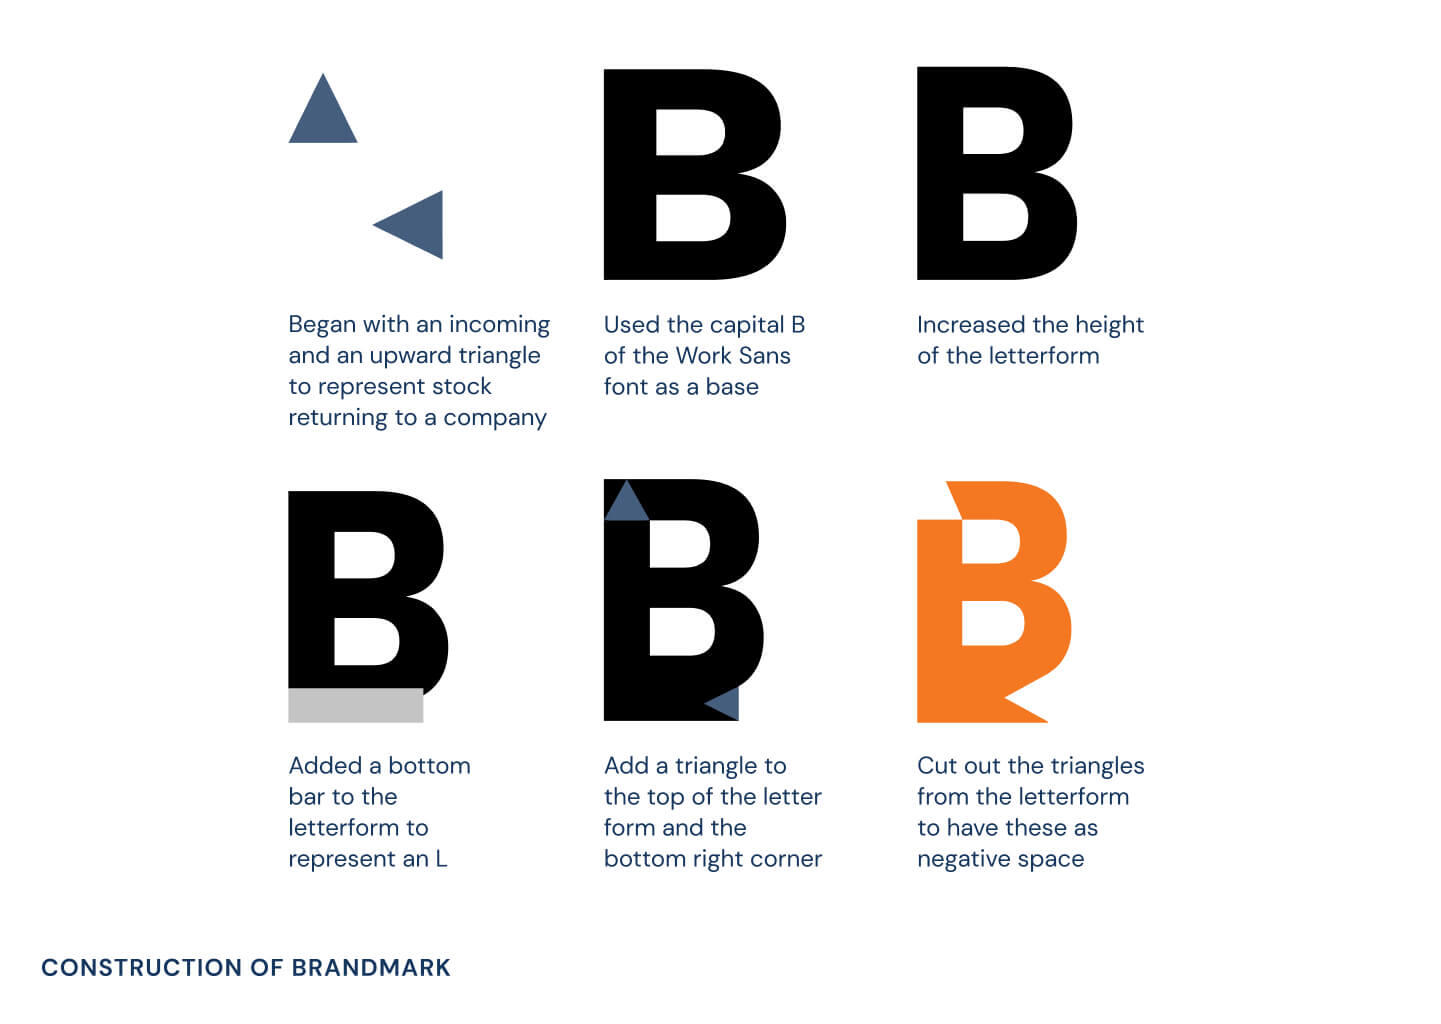 B
B
Began with an incoming
and an upward triangle
to represent stock
returning to a company
Used the capital B
of the Work Sans
font as a base
Increased the height
of the letterform
B
B
B
Added a bottom
bar to the
letterform to
represent an L
Add a triangle to
the top of the letter
form and the
bottom right corner
Cut out the triangles
from the letterform
to have these as
negative space
CONSTRUCTION OF BRANDMARK